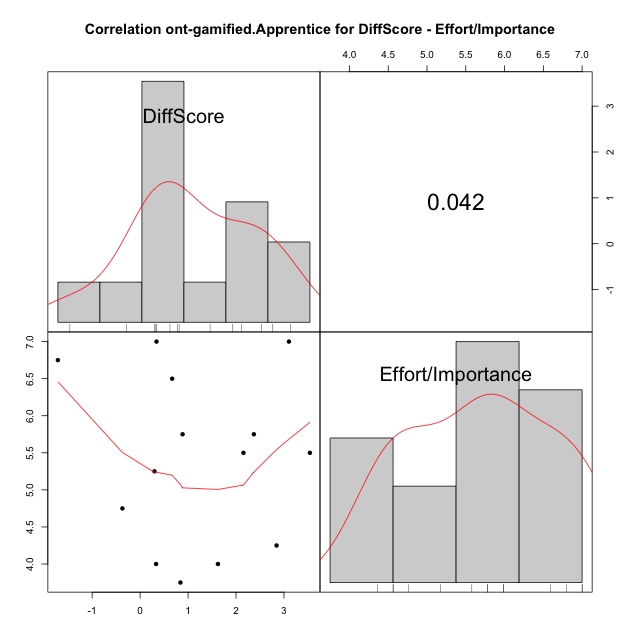 Correlation ont-gamified.Apprentice for DiffScore - Effort/Importance
4.0 4.5 5.0 5.5 6.0 6.5 7.0
DiffScore
0.042
3
2
1
0
-1
Effort/Importance
7.0
6.5
6.0
5.5
5.0
4.5
4.0
-1 0 1 2 3